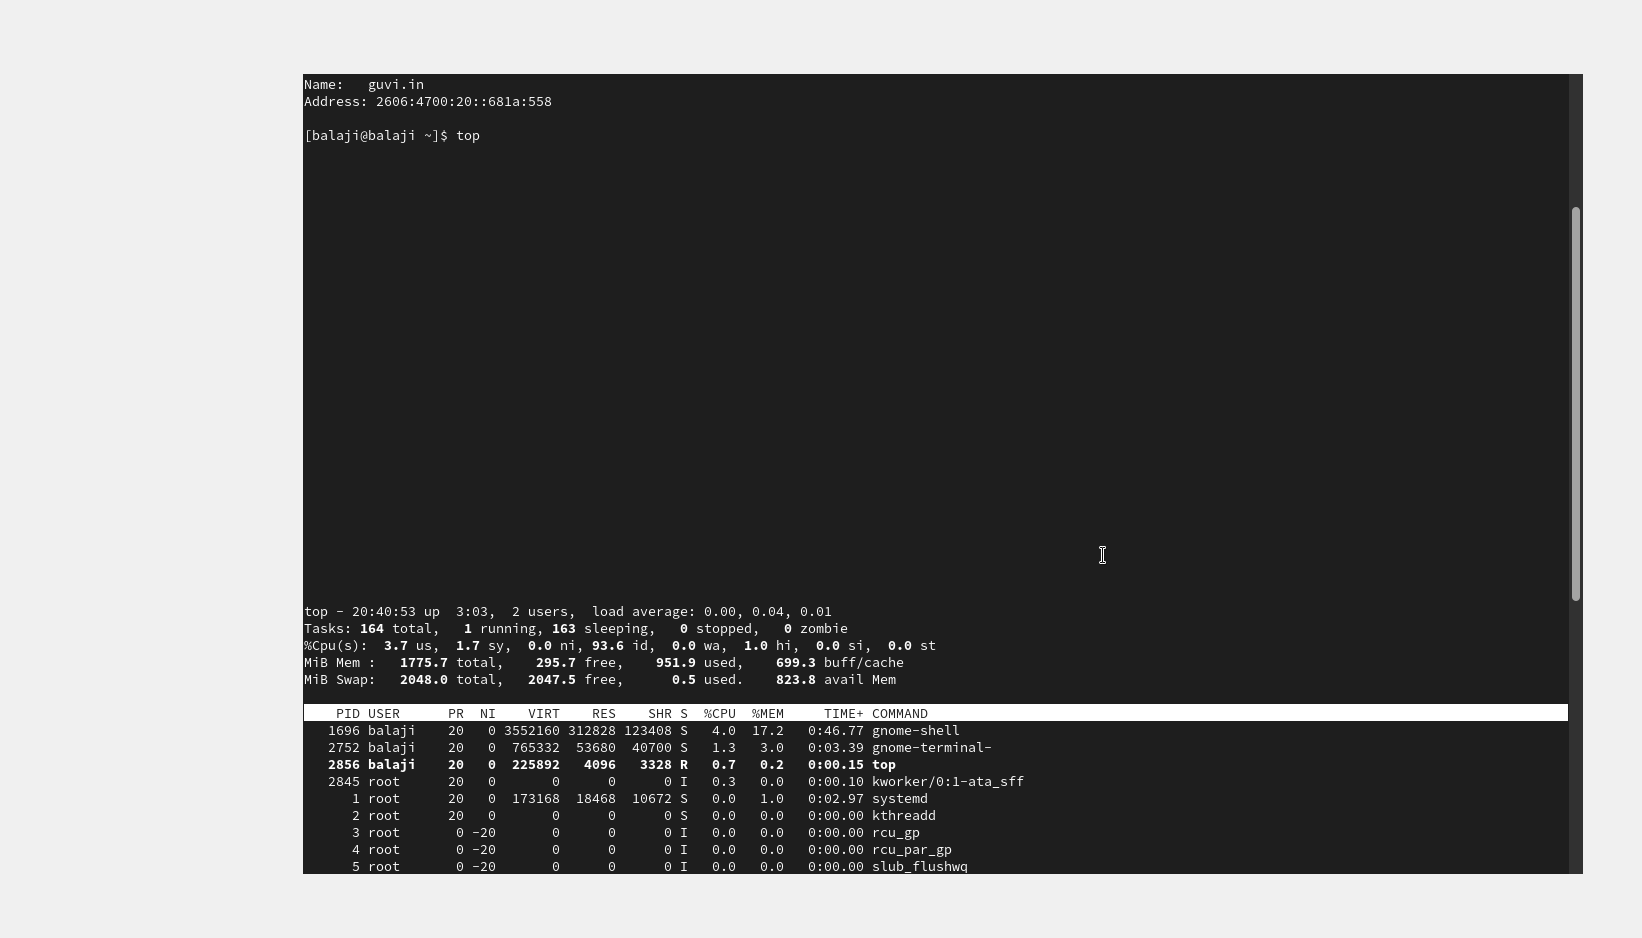 Name:   guvi.in
Address: 2606:4700:20::681a:558
[balaji@balaji ~]$ top
top - 20:40:53 up  3:03,  2 users,  load average: 0.00, 0.04, 0.01
Tasks: 164 total,   1 running, 163 sleeping,   0 stopped,   0 zombie
%Cpu(s):  3.7 us,  1.7 sy,  0.0 ni, 93.6 id,  0.0 wa,  1.0 hi,  0.0 si,  0.0 st
MiB Mem :   1775.7 total,    295.7 free,    951.9 used,    699.3 buff/cache
MiB Swap:   2048.0 total,   2047.5 free,      0.5 used.    823.8 avail Mem
    PID USER      PR  NI    VIRT    RES    SHR S  %CPU  %MEM     TIME+ COMMAND
   1696 balaji    20   0 3552160 312828 123408 S   4.0  17.2   0:46.77 gnome-shell
   2752 balaji    20   0  765332  53680  40700 S   1.3   3.0   0:03.39 gnome-terminal-
   2856 balaji    20   0  225892   4096   3328 R   0.7   0.2   0:00.15 top
   2845 root      20   0       0      0      0 I   0.3   0.0   0:00.10 kworker/0:1-ata_sff
      1 root      20   0  173168  18468  10672 S   0.0   1.0   0:02.97 systemd
      2 root      20   0       0      0      0 S   0.0   0.0   0:00.00 kthreadd
      3 root       0 -20       0      0      0 I   0.0   0.0   0:00.00 rcu_gp
      4 root       0 -20       0      0      0 I   0.0   0.0   0:00.00 rcu_par_gp
      5 root       0 -20       0      0      0 I   0.0   0.0   0:00.00 slub_flushwq